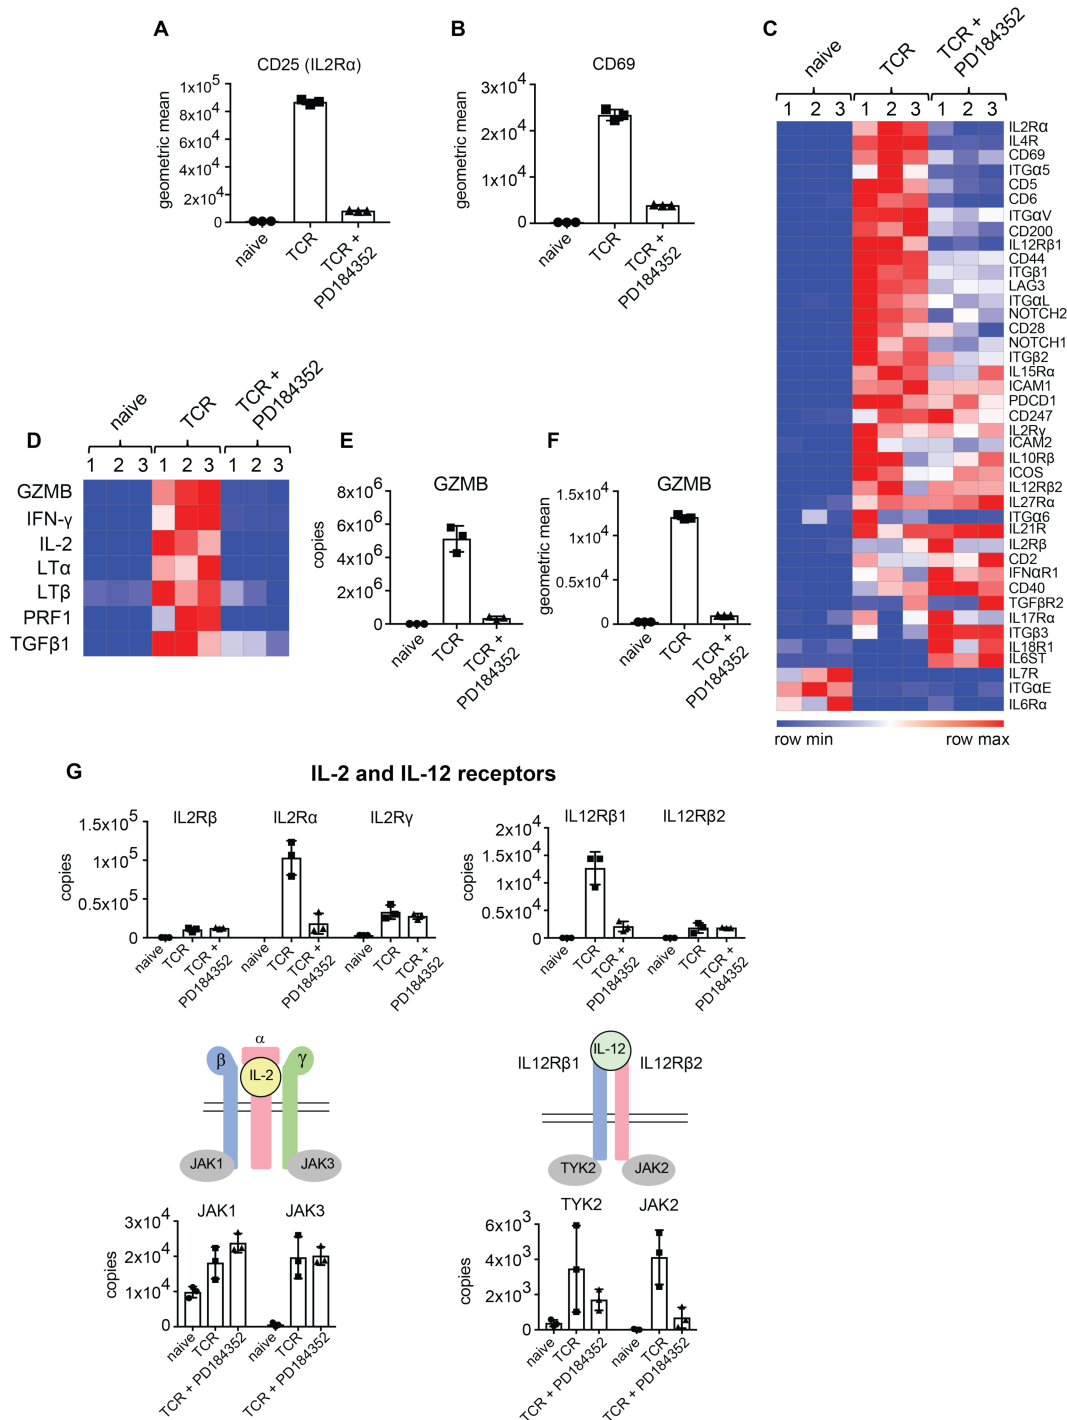 A
CD25 (IL2Rα)
geometric mean
1x10^5
8x10^4
6x10^4
4x10^4
2x10^4
0
naive
TCR
TCR +
PD184352
B
CD69
geometric mean
3x10^4
2x10^4
1x10^4
0
naive
TCR
TCR +
PD184352
C
naive
TCR
TCR +
PD184352
1 2 3 1 2 3 1 2 3
IL2Rα
IL4R
CD69
ITGα5
CD5
CD6
ITGαV
CD200
IL12Rβ1
CD44
ITGβ1
LAG3
ITGαL
NOTCH2
CD28
NOTCH1
ITGβ2
IL15Rα
ICAM1
PDCD1
CD247
IL2Rγ
ICAM2
IL10Rβ
ICOS
IL12Rβ2
IL27Rα
ITGα6
IL21R
IL2Rβ
CD2
IFNαR1
CD40
TGFβR2
IL17Rα
ITGβ3
IL18R1
IL6ST
IL7R
ITGαE
IL6Rα
row min row max
D
naive
TCR
TCR +
PD184352
1 2 3 1 2 3 1 2 3
GZMB
IFN-γ
IL-2
LTα
LTβ
PRF1
TGFβ1
E
GZMB
copies
8x10^6
6x10^6
4x10^6
2x10^6
0
naive
TCR
TCR +
PD184352
F
GZMB
geometric mean
1.5x10^4
1x10^4
0.5x10^4
0
naive
TCR
TCR +
PD184352
G
IL-2 and IL-12 receptors
IL2Rβ IL2Rα IL2Rγ
copies
1.5x10^5
1x10^5
0.5x10^5
0
naive
TCR
TCR +
PD184352
naive
TCR
TCR +
PD184352
naive
TCR
TCR +
PD184352
IL12Rβ1 IL12Rβ2
copies
2x10^4
1.5x10^4
1x10^4
0.5x10^4
0
naive
TCR
TCR +
PD184352
naive
TCR
TCR +
PD184352
α
β γ
IL-2
JAK1 JAK3
IL-12
IL12Rβ1 IL12Rβ2
TYK2 JAK2
JAK1 JAK3
copies
3x10^4
2x10^4
1x10^4
0
naive
TCR
TCR + PD184352
naive
TCR
TCR + PD184352
TYK2 JAK2
copies
6x10^3
4x10^3
2x10^3
0
naive
TCR
TCR + PD184352
naive
TCR
TCR + PD184352